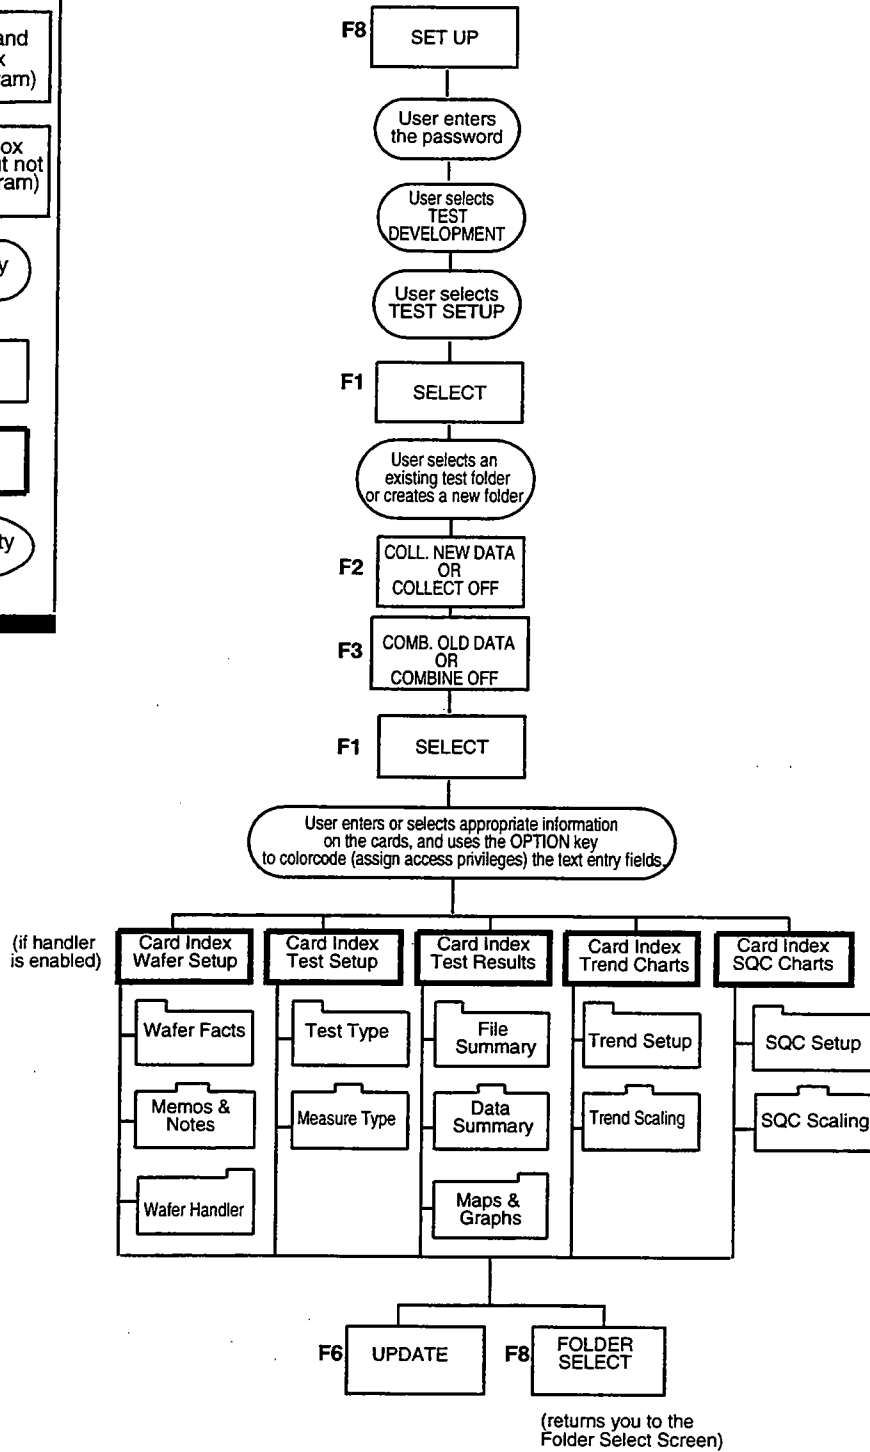 and
x
ram)
ox
t not
ram)
y
ty
F8
SET UP
User enters
the password
User selects
TEST
DEVELOPMENT
User selects
TEST SETUP
F1
SELECT
User selects an
existing test folder
or creates a new folder
F2
COLL. NEW DATA
OR
COLLECT OFF
F3
COMB. OLD DATA
OR
COMBINE OFF
F1
SELECT
User enters or selects appropriate information
on the cards, and uses the OPTION key
to colorcode (assign access privileges) the text entry fields.
(if handler
is enabled)
Card Index
Wafer Setup
Card Index
Test Setup
Card Index
Test Results
Card Index
Trend Charts
Card Index
SQC Charts
Wafer Facts
Test Type
File
Summary
Trend Setup
SQC Setup
Memos &
Notes
Measure Type
Data
Summary
Trend Scaling
SQC Scaling
Wafer Handler
Maps &
Graphs
F6
UPDATE
F8
FOLDER
SELECT
(returns you to the
Folder Select Screen)